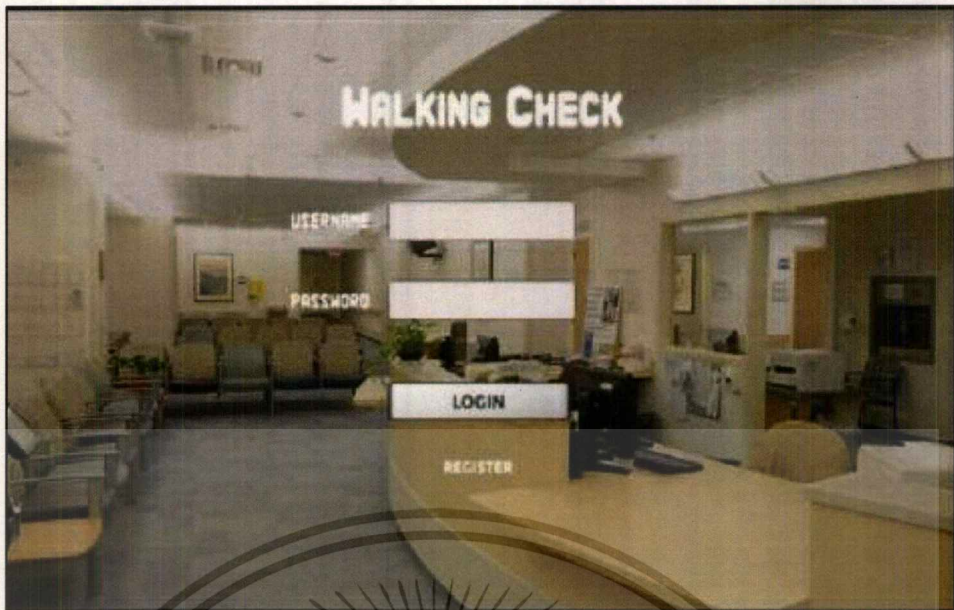 WALKING CHECK
USERNAME
PASSWORD
LOGIN
REGISTER